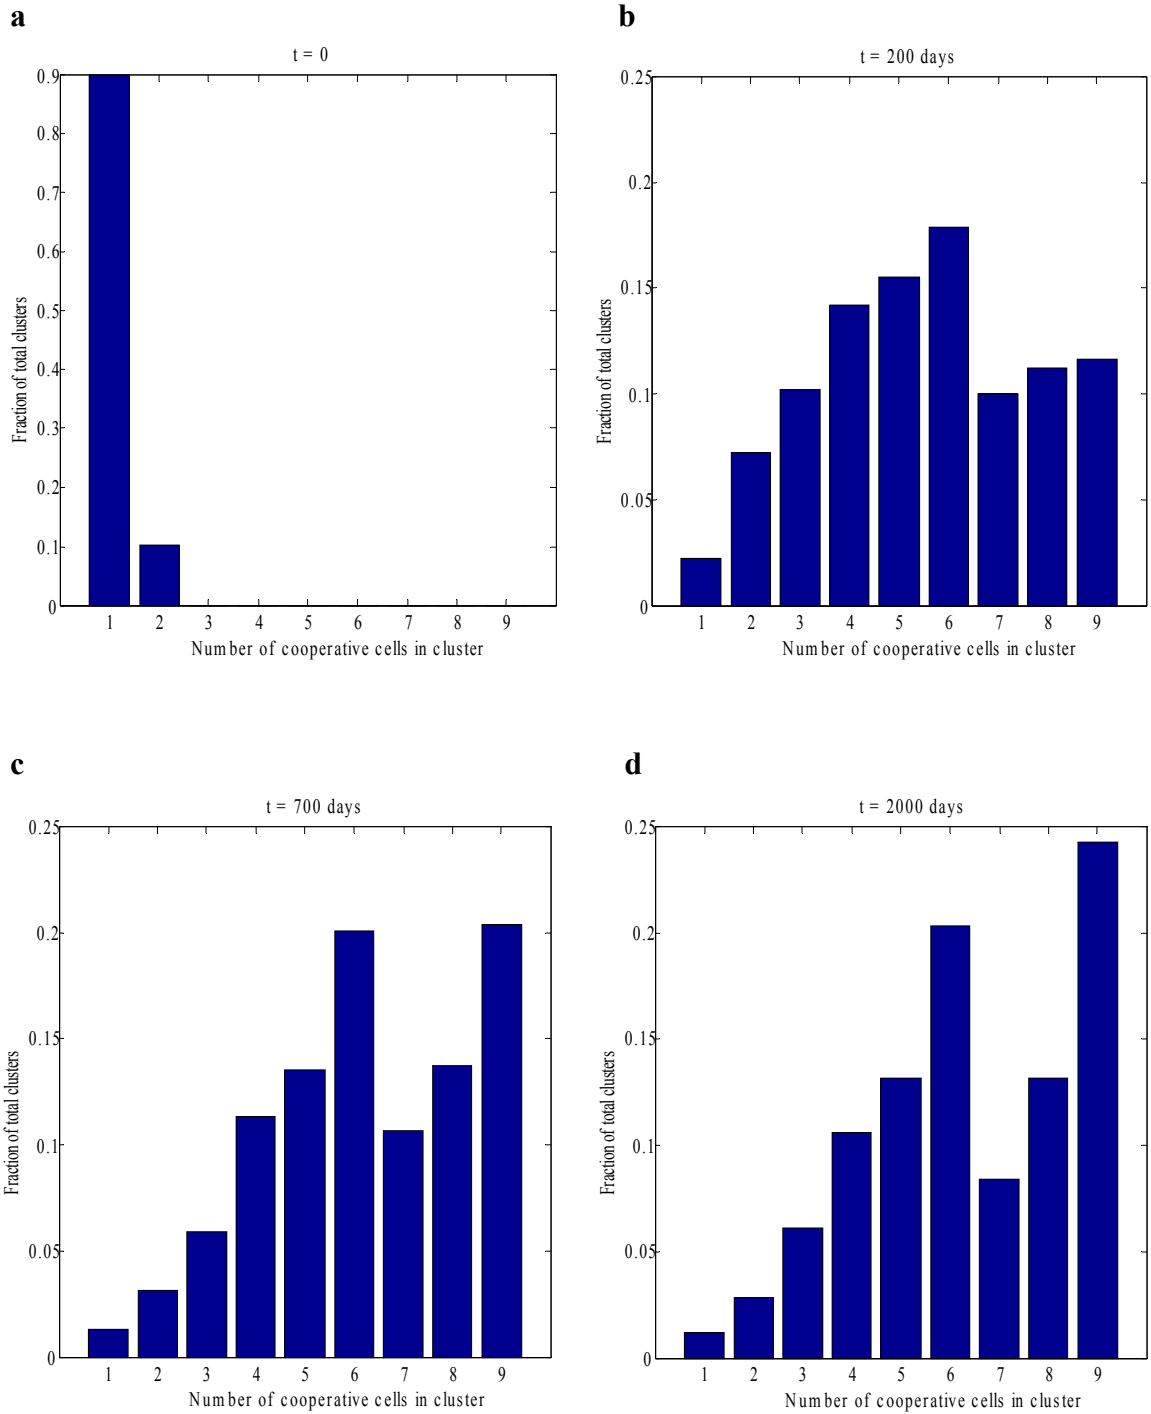 a
t = 0
0.9
0.8
0.7
0.6
0.5
0.4
0.3
0.2
0.1
0
Fraction of total clusters
1 2 3 4 5 6 7 8 9
Number of cooperative cells in cluster
b
t = 200 days
0.25
0.2
0.15
0.1
0.05
0
Fraction of total clusters
1 2 3 4 5 6 7 8 9
Number of cooperative cells in cluster
c
t = 700 days
0.25
0.2
0.15
0.1
0.05
0
Fraction of total clusters
1 2 3 4 5 6 7 8 9
Number of cooperative cells in cluster
d
t = 2000 days
0.25
0.2
0.15
0.1
0.05
0
Fraction of total clusters
1 2 3 4 5 6 7 8 9
Number of cooperative cells in cluster